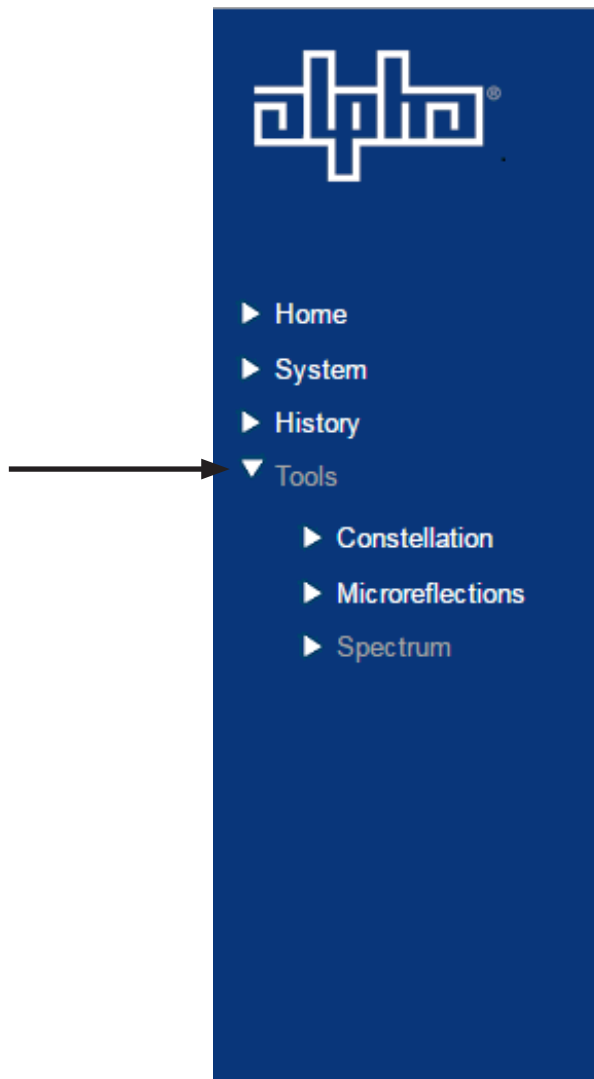 alpha®
Home
System
History
Tools
Constellation
Microreflections
Spectrum